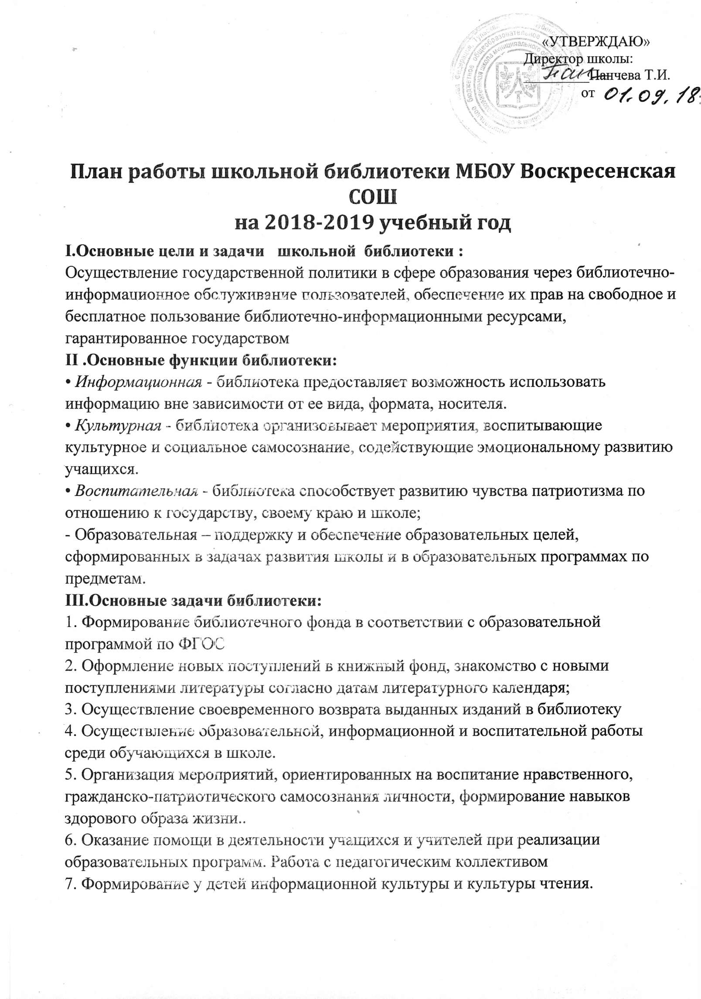 «УТВЕРЖДАЮ»
Директор школы:
Панчева Т.И.
от 01.09.18.
План работы школьной библиотеки МБОУ Воскресенская
СОШ
на 2018-2019 учебный год
I.Основные цели и задачи школьной библиотеки :
Осуществление государственной политики в сфере образования через библиотечно-
информационное обслуживание пользователей, обеспечение их прав на свободное и
бесплатное пользование библиотечно-информационными ресурсами,
гарантированное государством
II .Основные функции библиотеки:
• Информационная - библиотека предоставляет возможность использовать
информацию вне зависимости от ее вида, формата, носителя.
• Культурная - библиотека организовывает мероприятия, воспитывающие
культурное и социальное самосознание, содействующие эмоциональному развитию
учащихся.
• Воспитательная - библиотека способствует развитию чувства патриотизма по
отношению к государству, своему краю и школе;
- Образовательная – поддержку и обеспечение образовательных целей,
сформированных в задачах развития школы и в образовательных программах по
предметам.
III.Основные задачи библиотеки:
1. Формирование библиотечного фонда в соответствии с образовательной
программой по ФГОС
2. Оформление новых поступлений в книжный фонд, знакомство с новыми
поступлениями литературы согласно датам литературного календаря;
3. Осуществление своевременного возврата выданных изданий в библиотеку
4. Осуществление образовательной, информационной и воспитательной работы
среди обучающихся в школе.
5. Организация мероприятий, ориентированных на воспитание нравственного,
гражданско-патриотического самосознания личности, формирование навыков
здорового образа жизни..
6. Оказание помощи в деятельности учащихся и учителей при реализации
образовательных программ. Работа с педагогическим коллективом
7. Формирование у детей информационной культуры и культуры чтения.